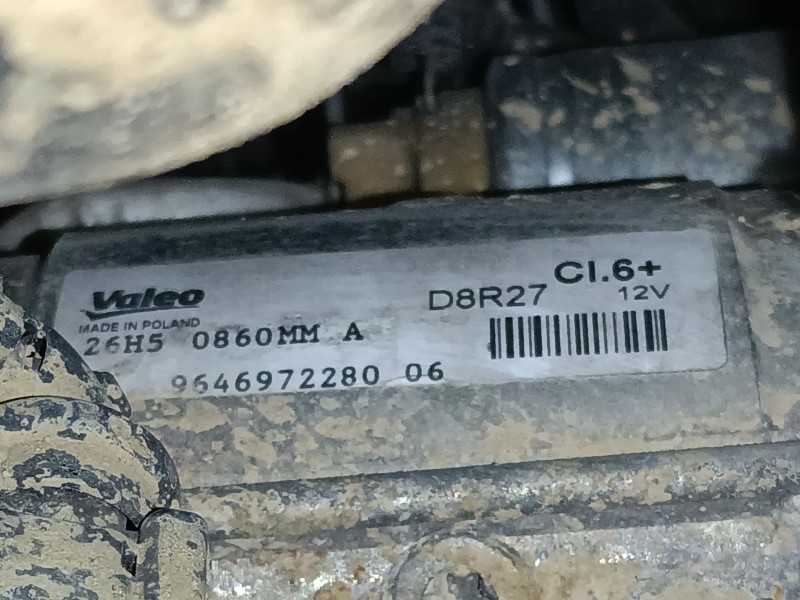 Valeo
MADE IN POLAND
D8R27
CI.6+
12V
26H5 0860MM A
9646972280 06